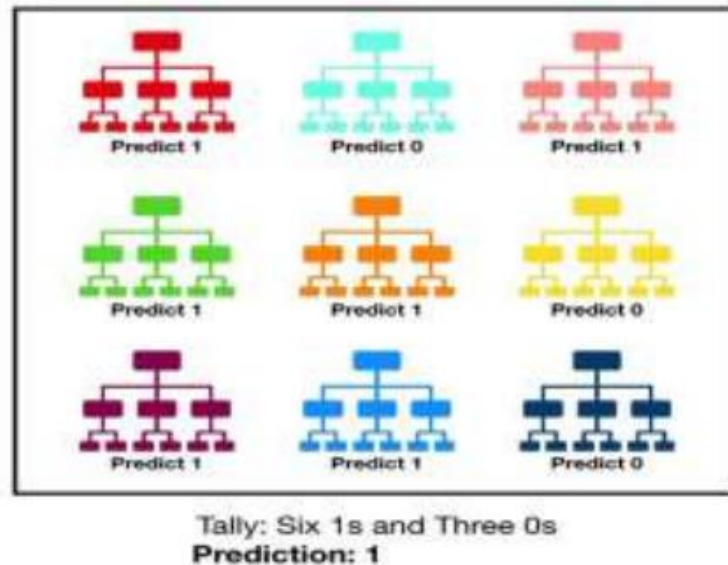 Predict 1 Predict 0 Predict 1
Predict 1 Predict 1 Predict 0
Predict 1 Predict 1 Predict 0
Tally: Six 1s and Three 0s
Prediction: 1